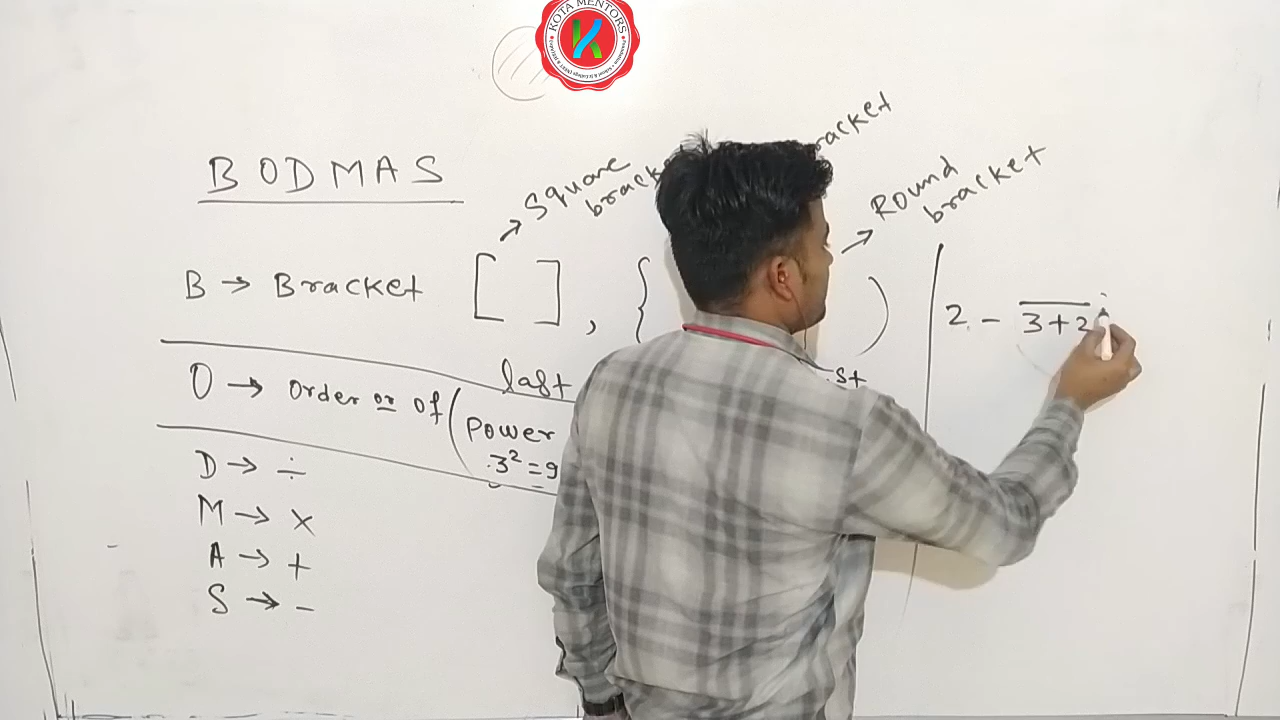 KOTA MENTORS
BODMAS
→ Square
bracke
bracket
→ Round
bracket
B → Bracket [ ] , { )
2 - 3+2
last
st
O → Order or of (Power
3² = 9
D → ÷
M → ×
A → +
S → -